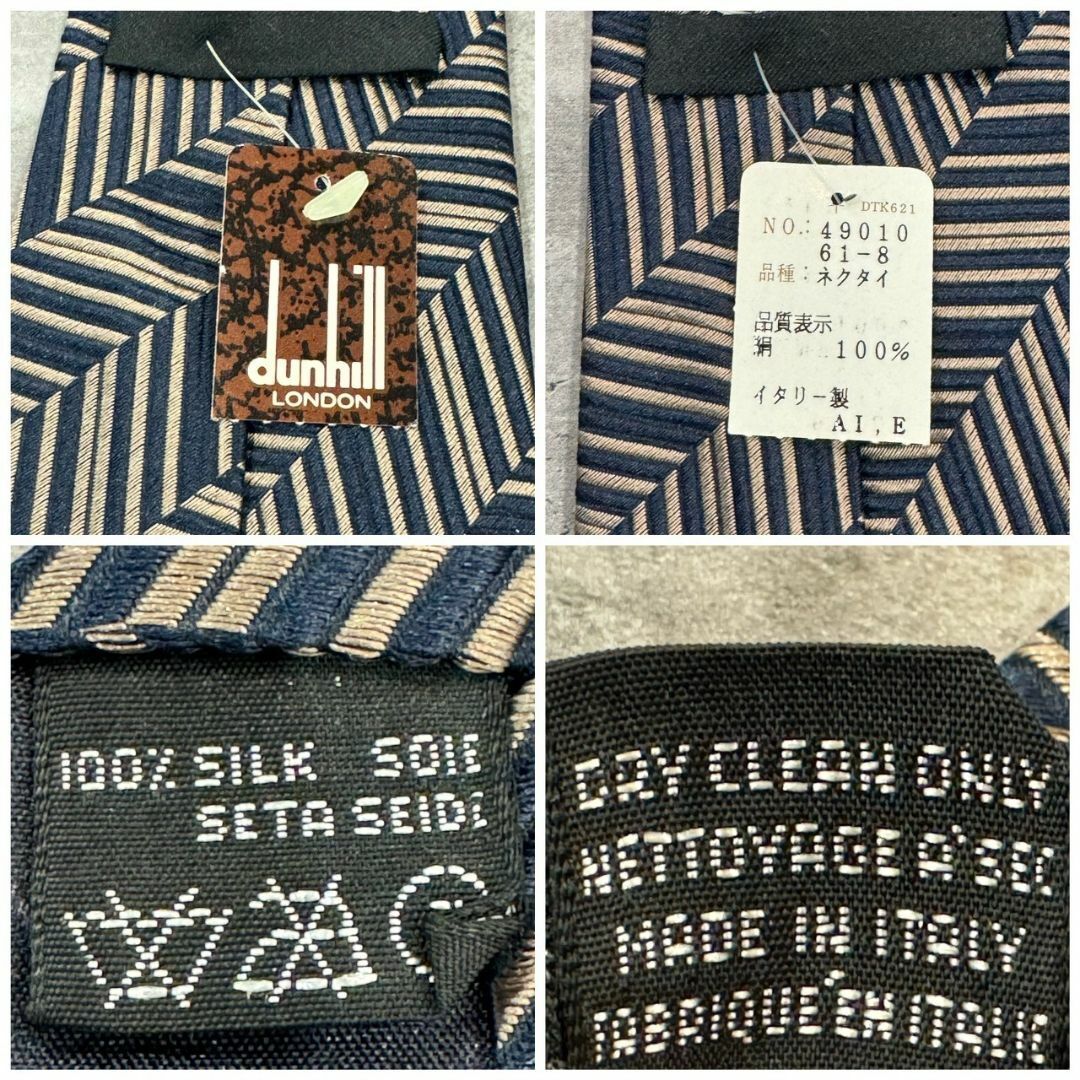 dunhill
LONDON
DTK621
NO.: 49010
61-8
品種: ネクタイ
品質表示
絹 100%
イタリー製
AI,E
100% SILK SOIE
SETA SEIDE
DRY CLEAN ONLY
NETTOYAGE A' SEC
MADE IN ITALY
FABRIQUÉ EN ITALIE